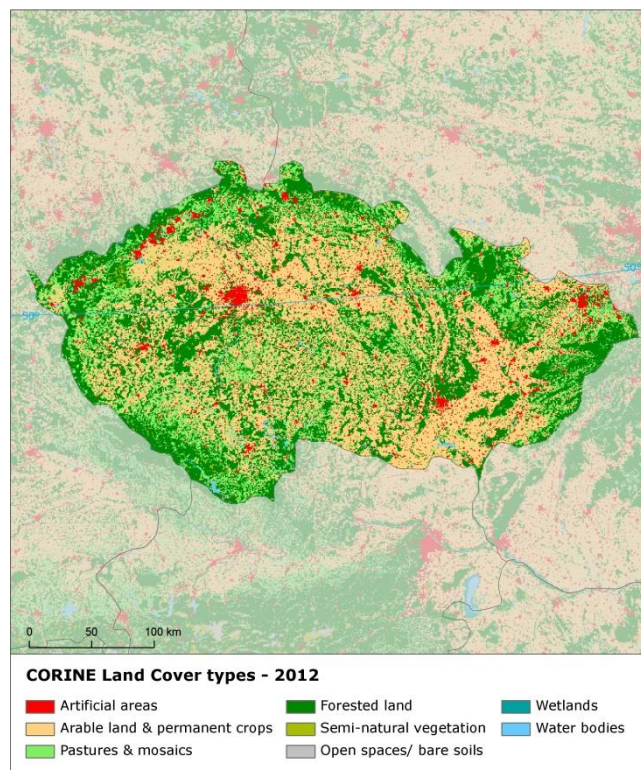 50°
50°
0 50 100 km
CORINE Land Cover types - 2012
Artificial areas
Arable land & permanent crops
Pastures & mosaics
Forested land
Semi-natural vegetation
Open spaces/ bare soils
Wetlands
Water bodies